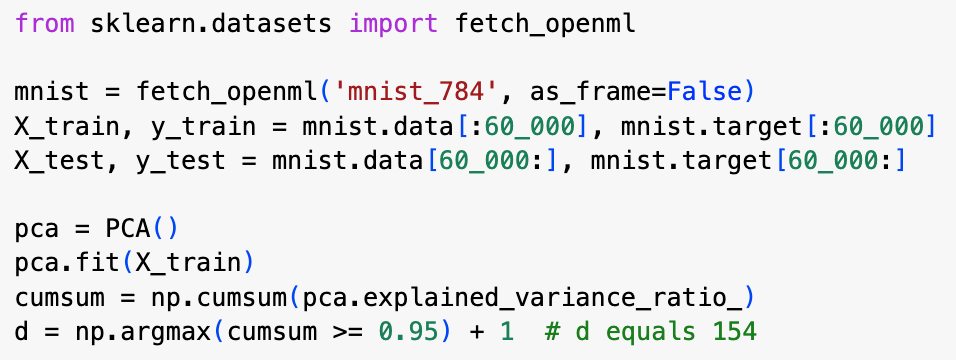 from sklearn.datasets import fetch_openml
mnist = fetch_openml('mnist_784', as_frame=False)
X_train, y_train = mnist.data[:60_000], mnist.target[:60_000]
X_test, y_test = mnist.data[60_000:], mnist.target[60_000:]
pca = PCA()
pca.fit(X_train)
cumsum = np.cumsum(pca.explained_variance_ratio_)
d = np.argmax(cumsum >= 0.95) + 1  # d equals 154